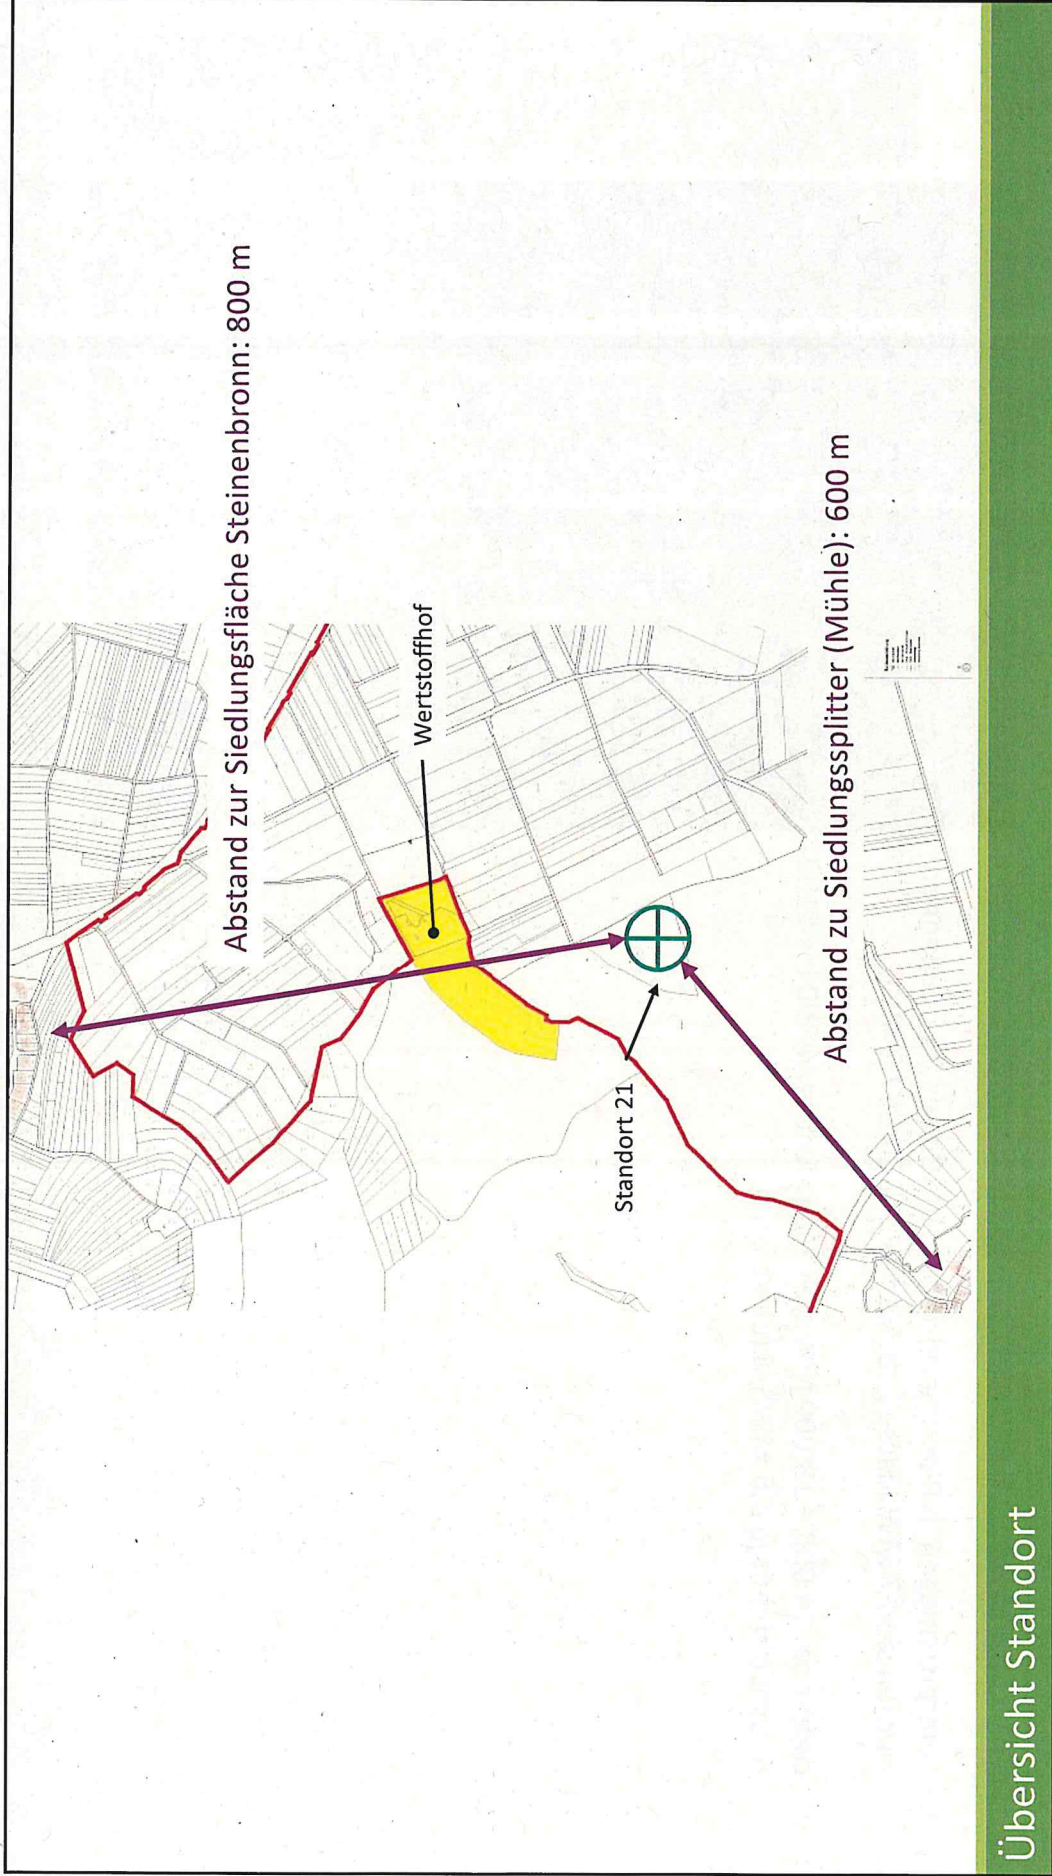 Abstand zur Siedlungsfläche Steinenbronn: 800 m
Wertstoffhof
Standort 21
Abstand zu Siedlungssplitter (Mühle): 600 m
Übersicht Standort